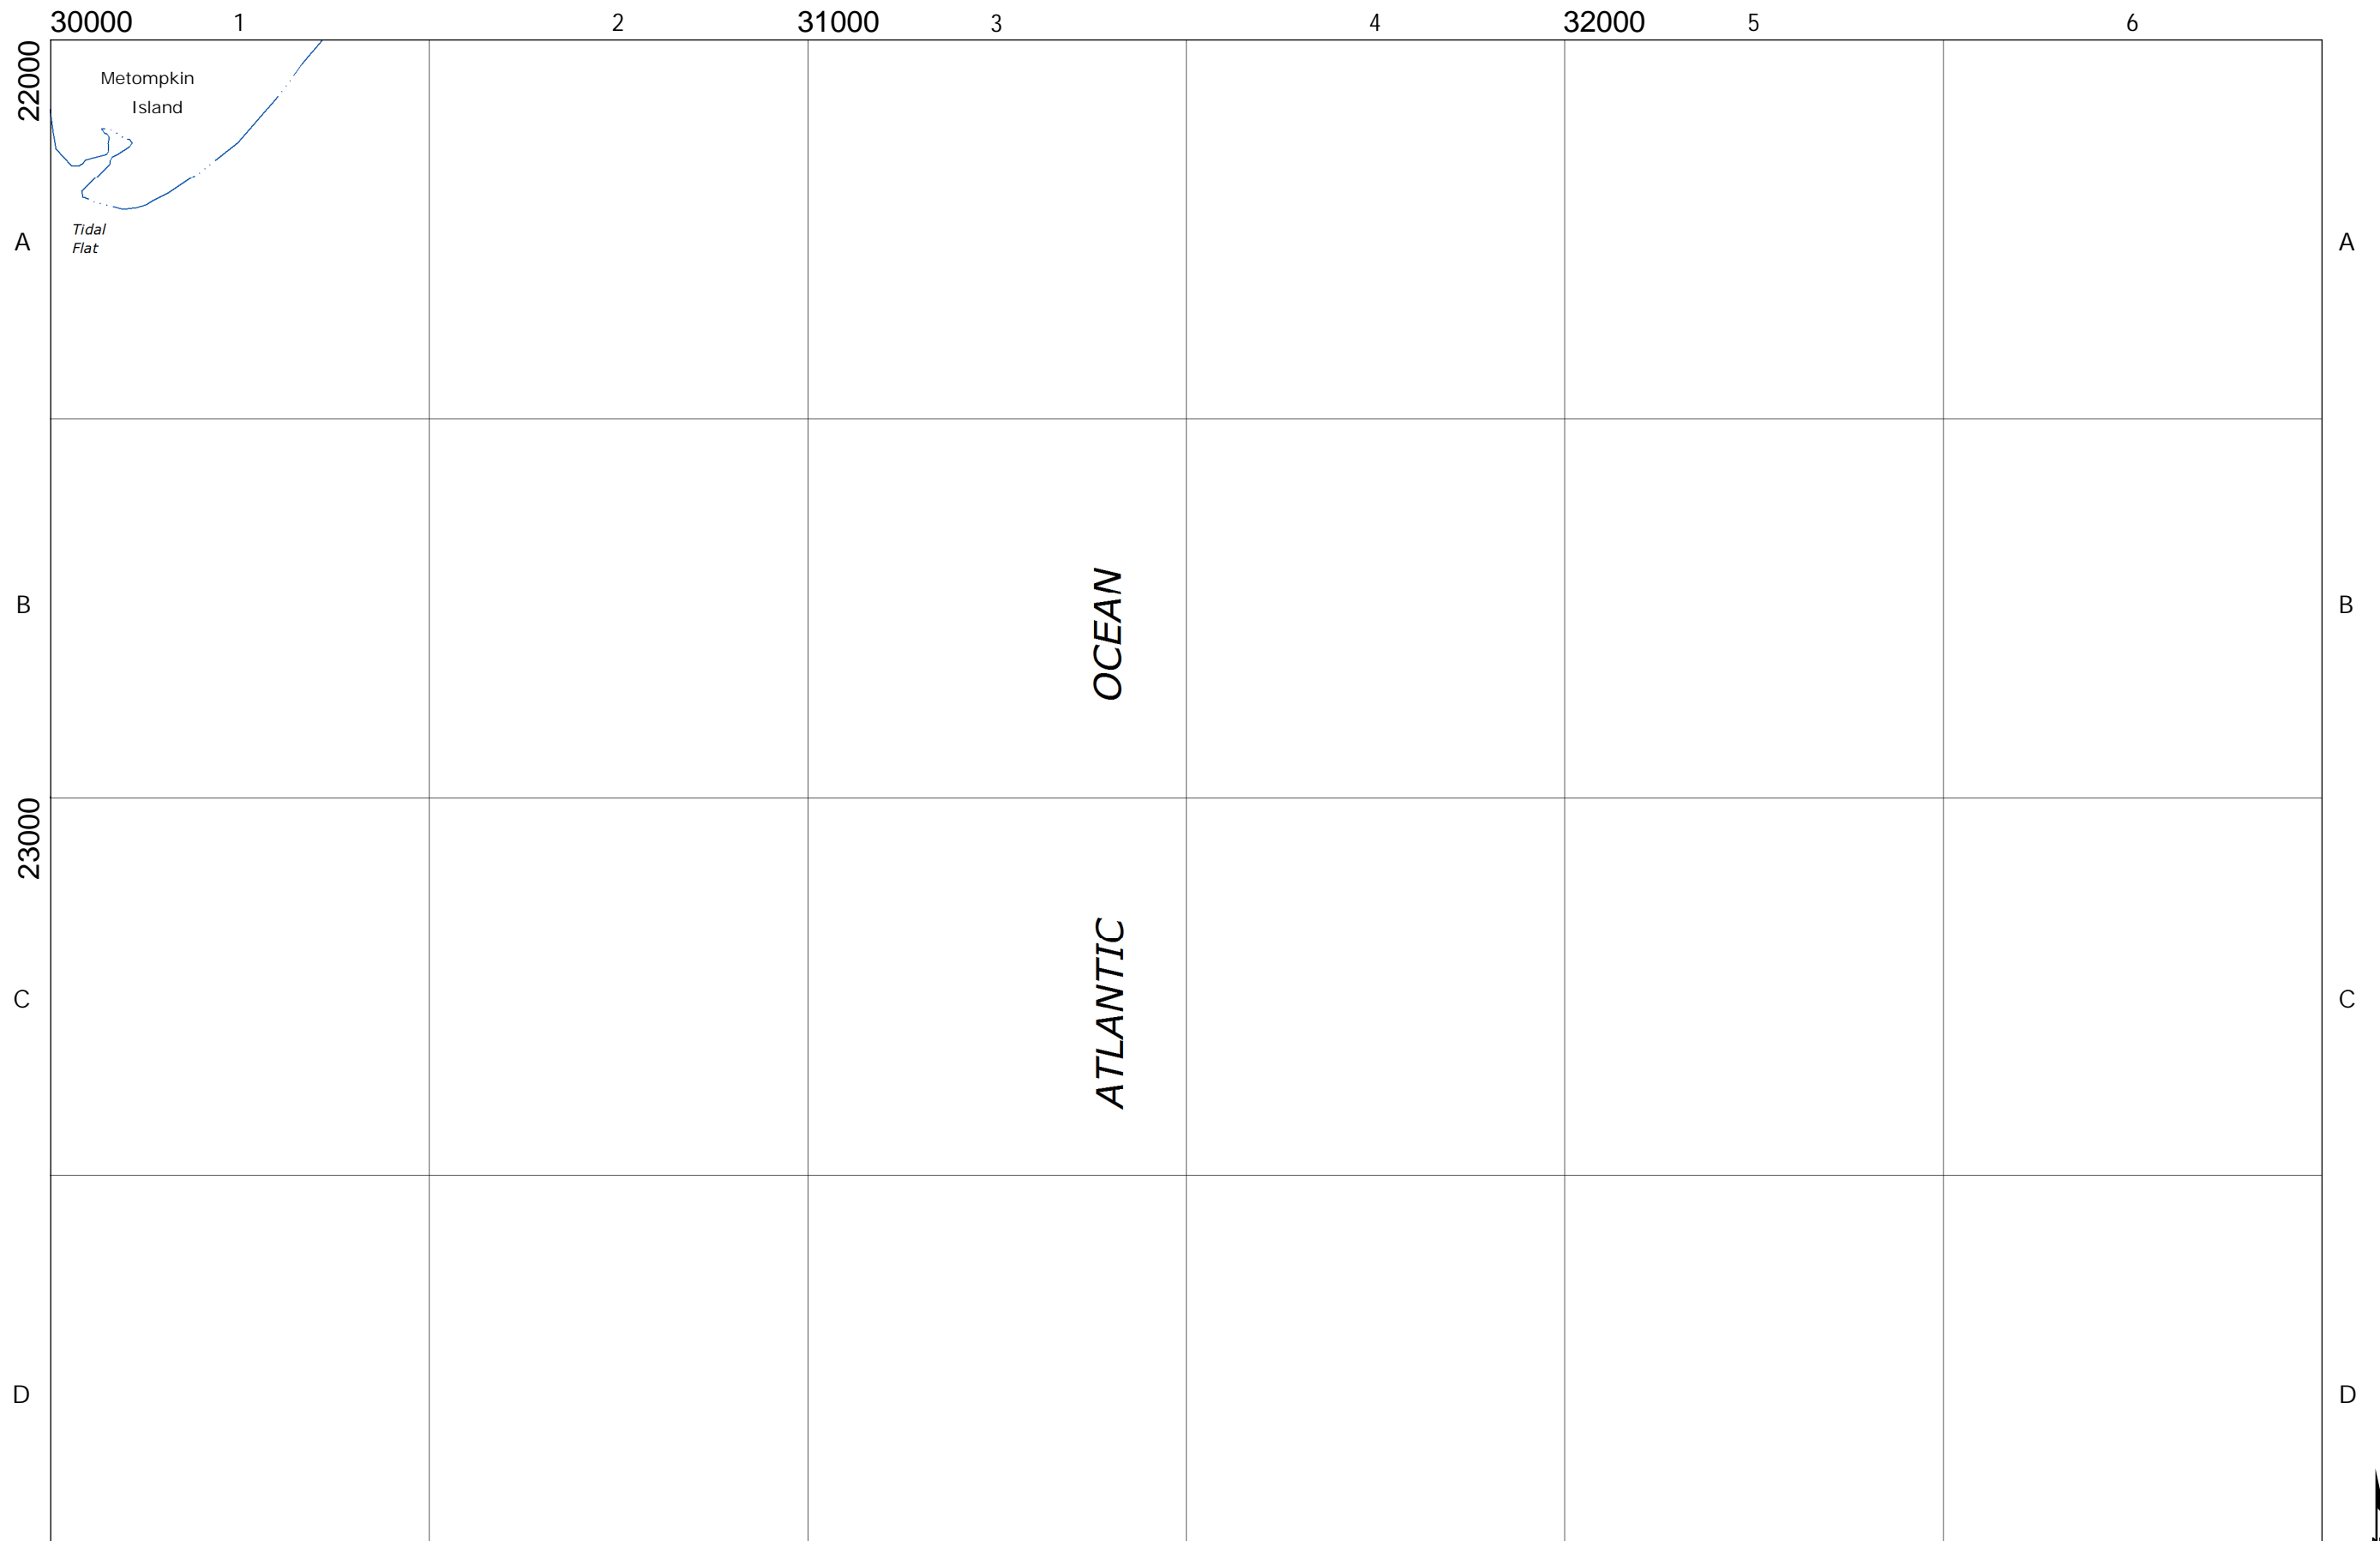 30000 1 2 31000 3 4 32000 5 6
22000
Metompkin
Island
Tidal
Flat
A A
OCEAN
B B
23000
ATLANTIC
C C
D D